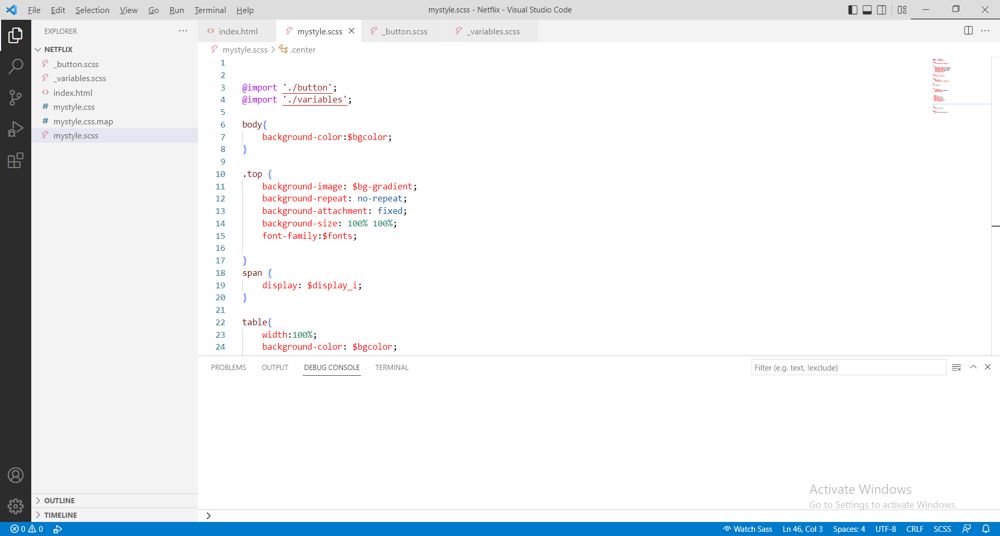 File Edit Selection View Go Run Terminal Help
mystyle.scss - Netflix - Visual Studio Code
EXPLORER
NETFLIX
_button.scss
_variables.scss
index.html
mystyle.css
mystyle.css.map
mystyle.scss
OUTLINE
TIMELINE
index.html mystyle.scss _button.scss _variables.scss
mystyle.scss > .center
1
2
3 @import './button';
4 @import './variables';
5
6 body{
7 background-color:$bgcolor;
8 }
9
10 .top {
11 background-image: $bg-gradient;
12 background-repeat: no-repeat;
13 background-attachment: fixed;
14 background-size: 100% 100%;
15 font-family:$fonts;
16
17 }
18 span {
19 display: $display_i;
20 }
21
22 table{
23 width:100%;
24 background-color: $bgcolor;
PROBLEMS OUTPUT DEBUG CONSOLE TERMINAL
Filter (e.g. text, !exclude)
Activate Windows
Go to Settings to activate Windows.
0 0
Watch Sass Ln 46, Col 3 Spaces: 4 UTF-8 CRLF SCSS